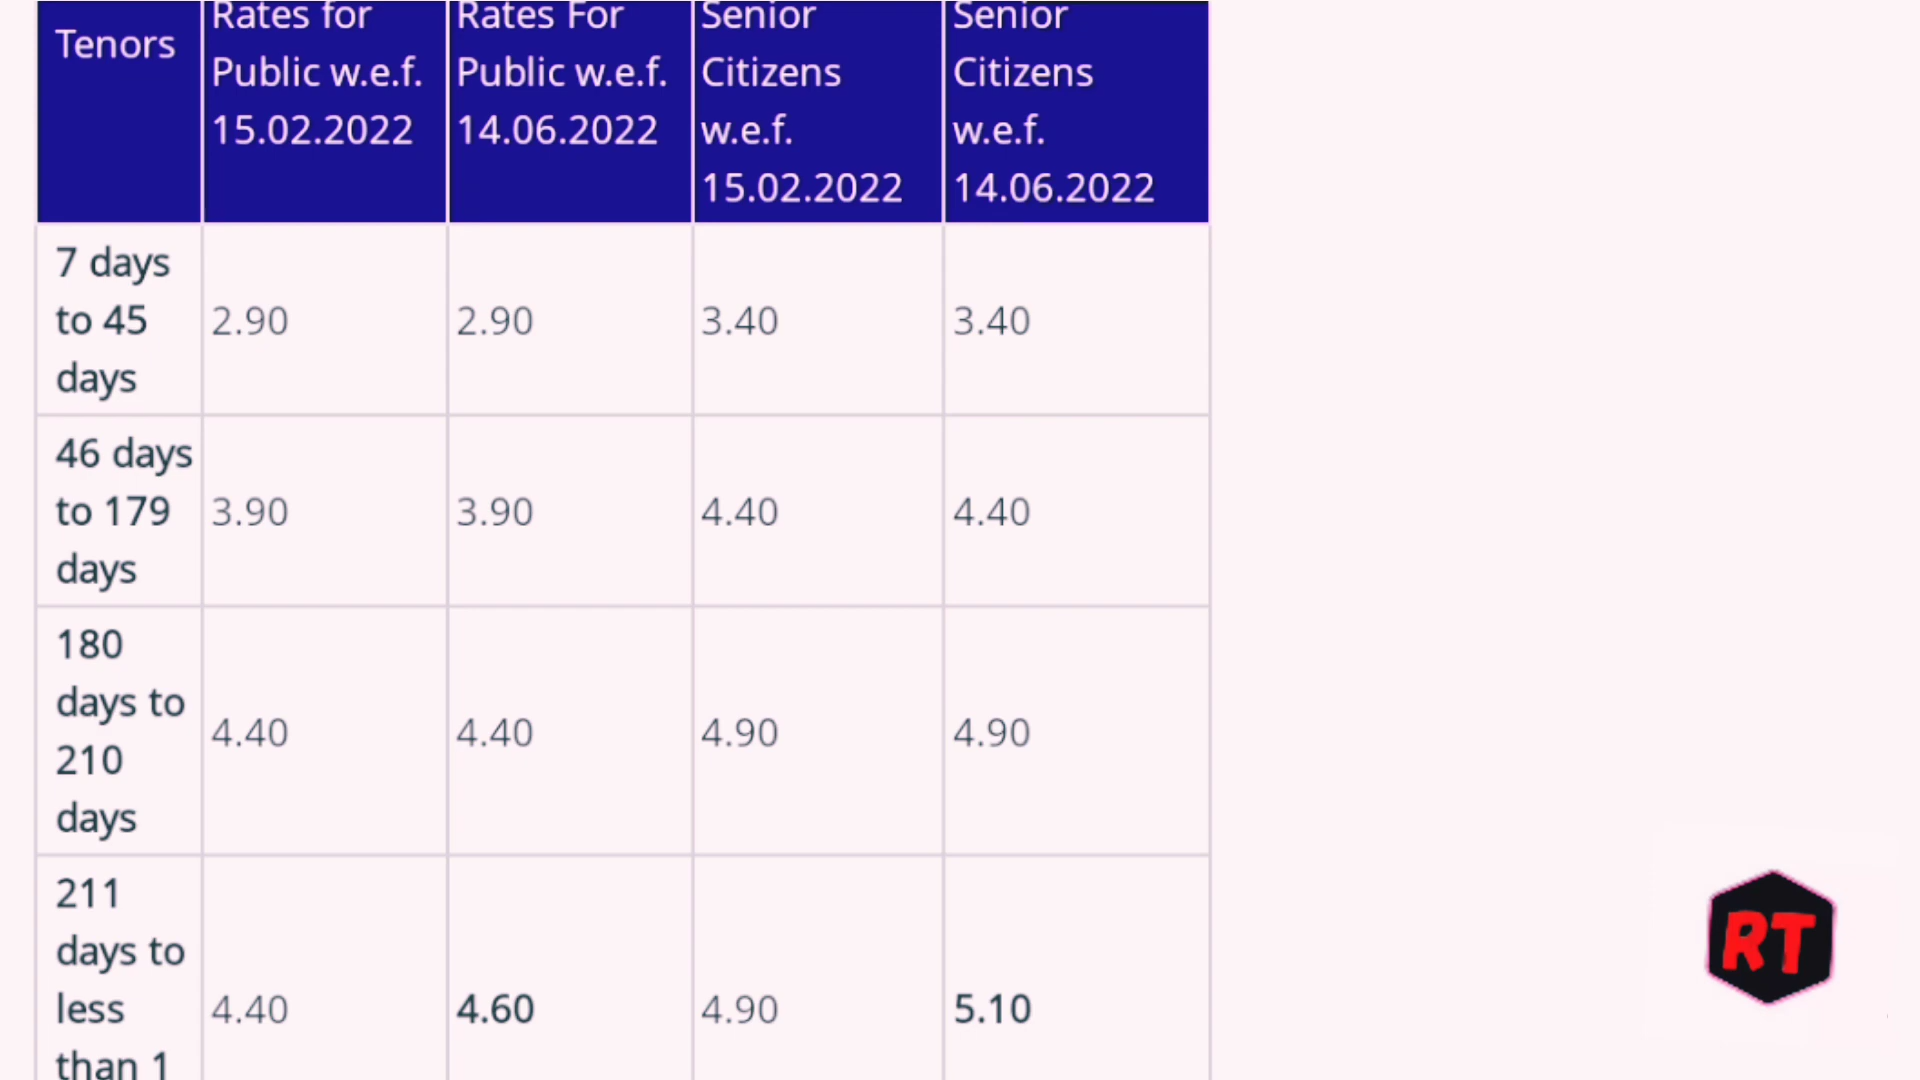 Tenors
Rates for
Public w.e.f.
15.02.2022
Rates For
Public w.e.f.
14.06.2022
Senior
Citizens
w.e.f.
15.02.2022
Senior
Citizens
w.e.f.
14.06.2022
7 days
to 45
days
2.90
2.90
3.40
3.40
46 days
to 179
days
3.90
3.90
4.40
4.40
180
days to
210
days
4.40
4.40
4.90
4.90
211
days to
less
than 1
4.40
4.60
4.90
5.10
RT